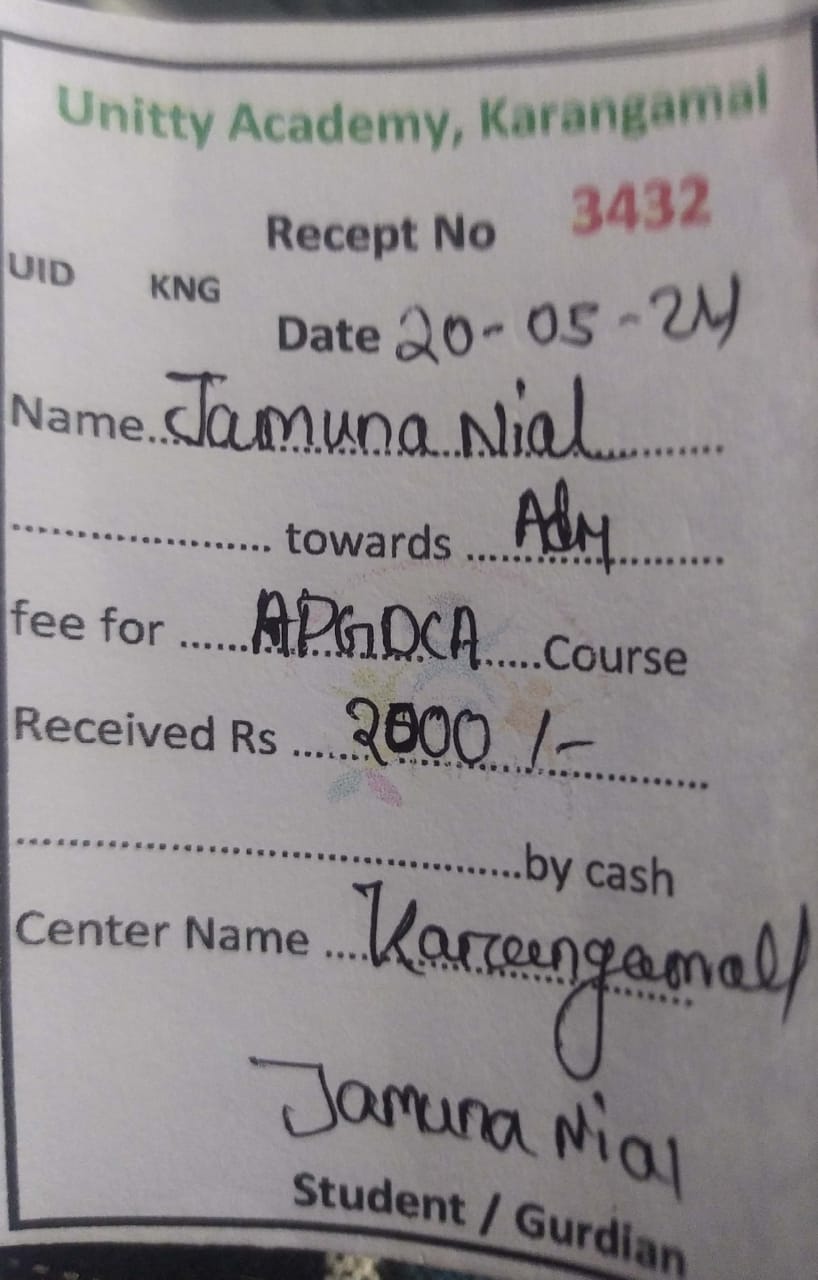 Unitty Academy, Karangamal
Recept No 3432
UID KNG
Date 20-05-24
Name..Jamuna Nial..........
..................... towards ...Adm..........
fee for ......APGDCA......Course
Received Rs ......2000 /-..........
..........................................by cash
Center Name ....Karrengamal
Jamuna Nial
Student / Gurdian